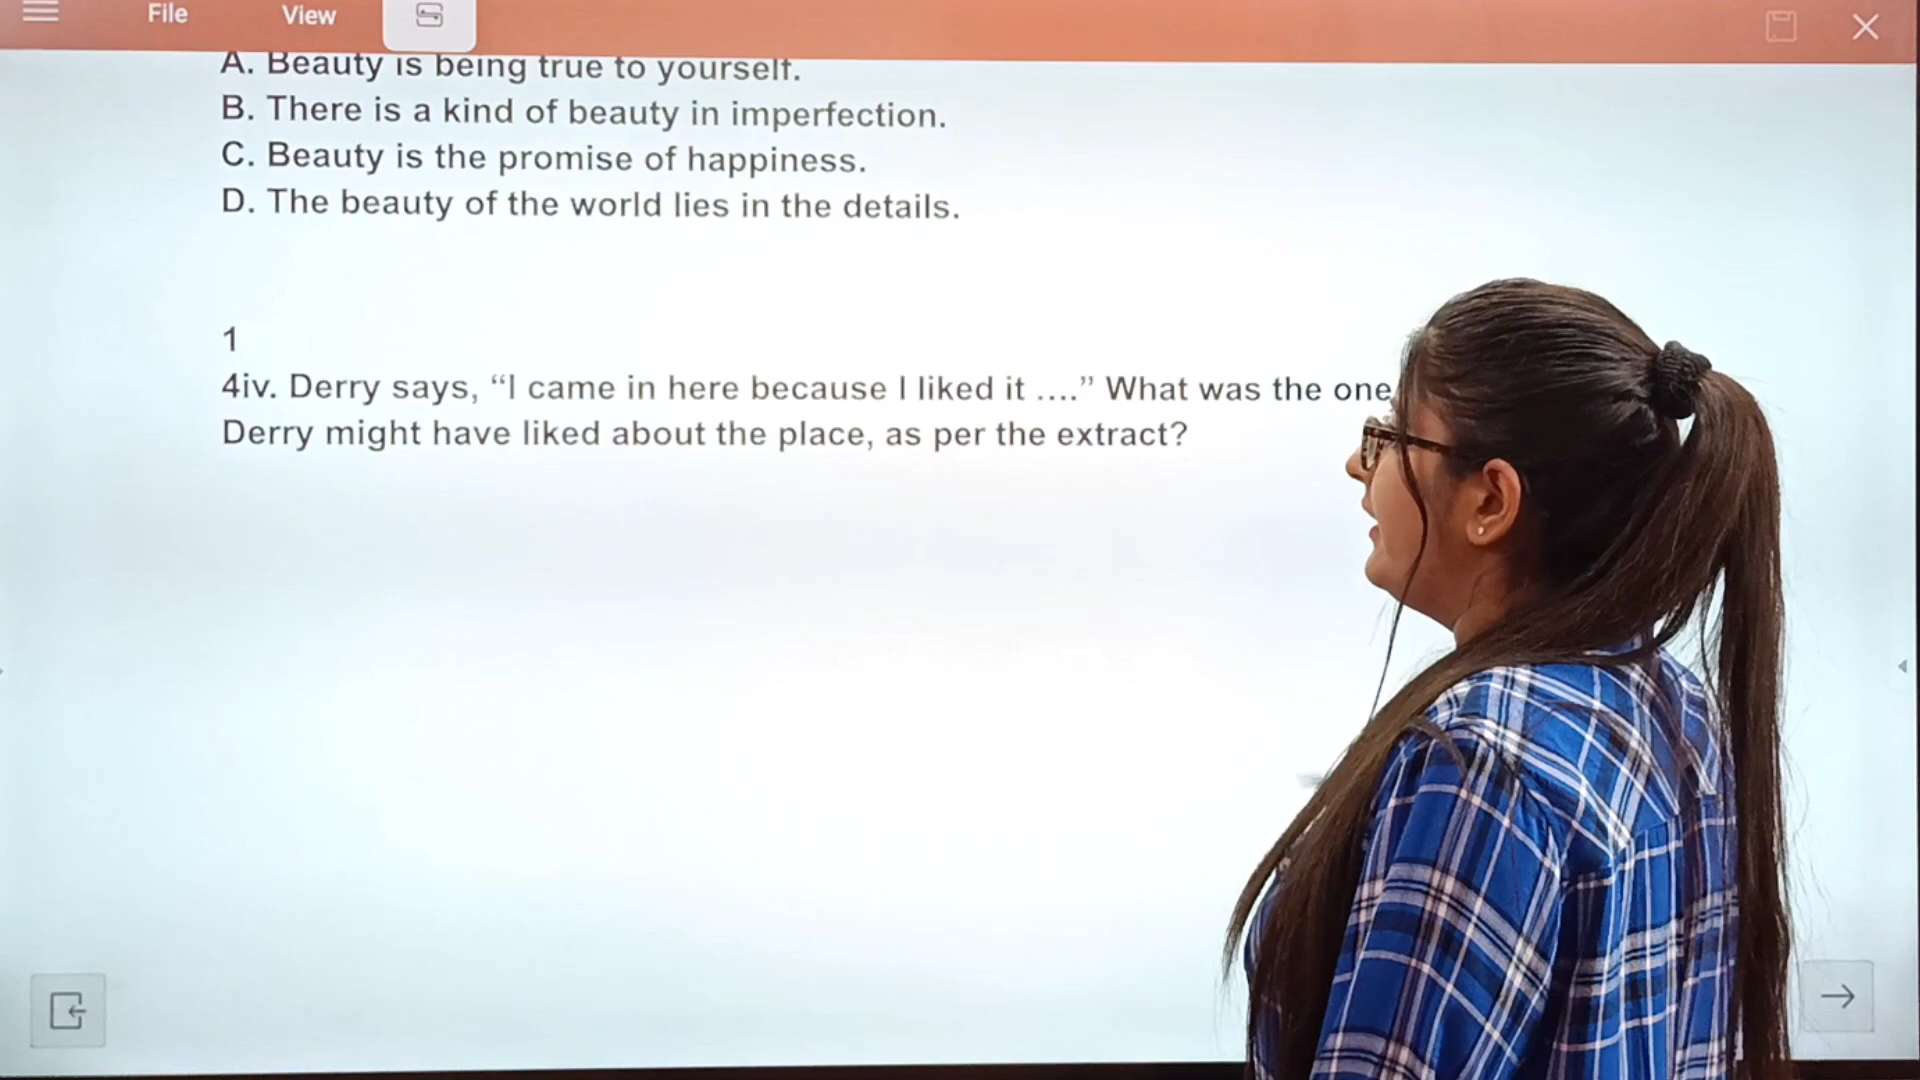 File View
A. Beauty is being true to yourself.
B. There is a kind of beauty in imperfection.
C. Beauty is the promise of happiness.
D. The beauty of the world lies in the details.
1
4iv. Derry says, “I came in here because I liked it ....” What was the one
Derry might have liked about the place, as per the extract?